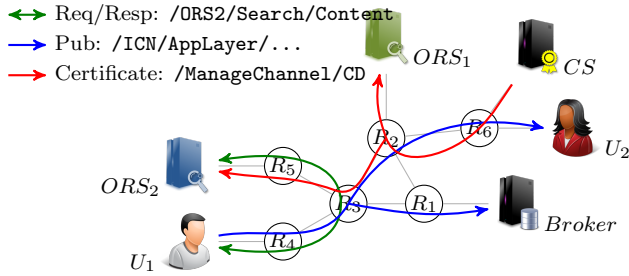 Req/Resp: /ORS2/Search/Content
Pub: /ICN/AppLayer/...
Certificate: /ManageChannel/CD
ORS1
CS
R2
R6
U2
ORS2
R5
R3
R1
Broker
U1
R4